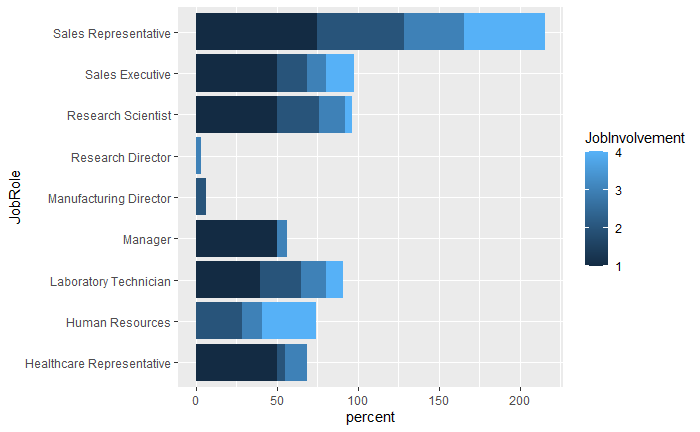 Sales Representative
Sales Executive
Research Scientist
Research Director
Manufacturing Director
Manager
Laboratory Technician
Human Resources
Healthcare Representative
JobRole
0 50 100 150 200
percent
JobInvolvement
4
3
2
1